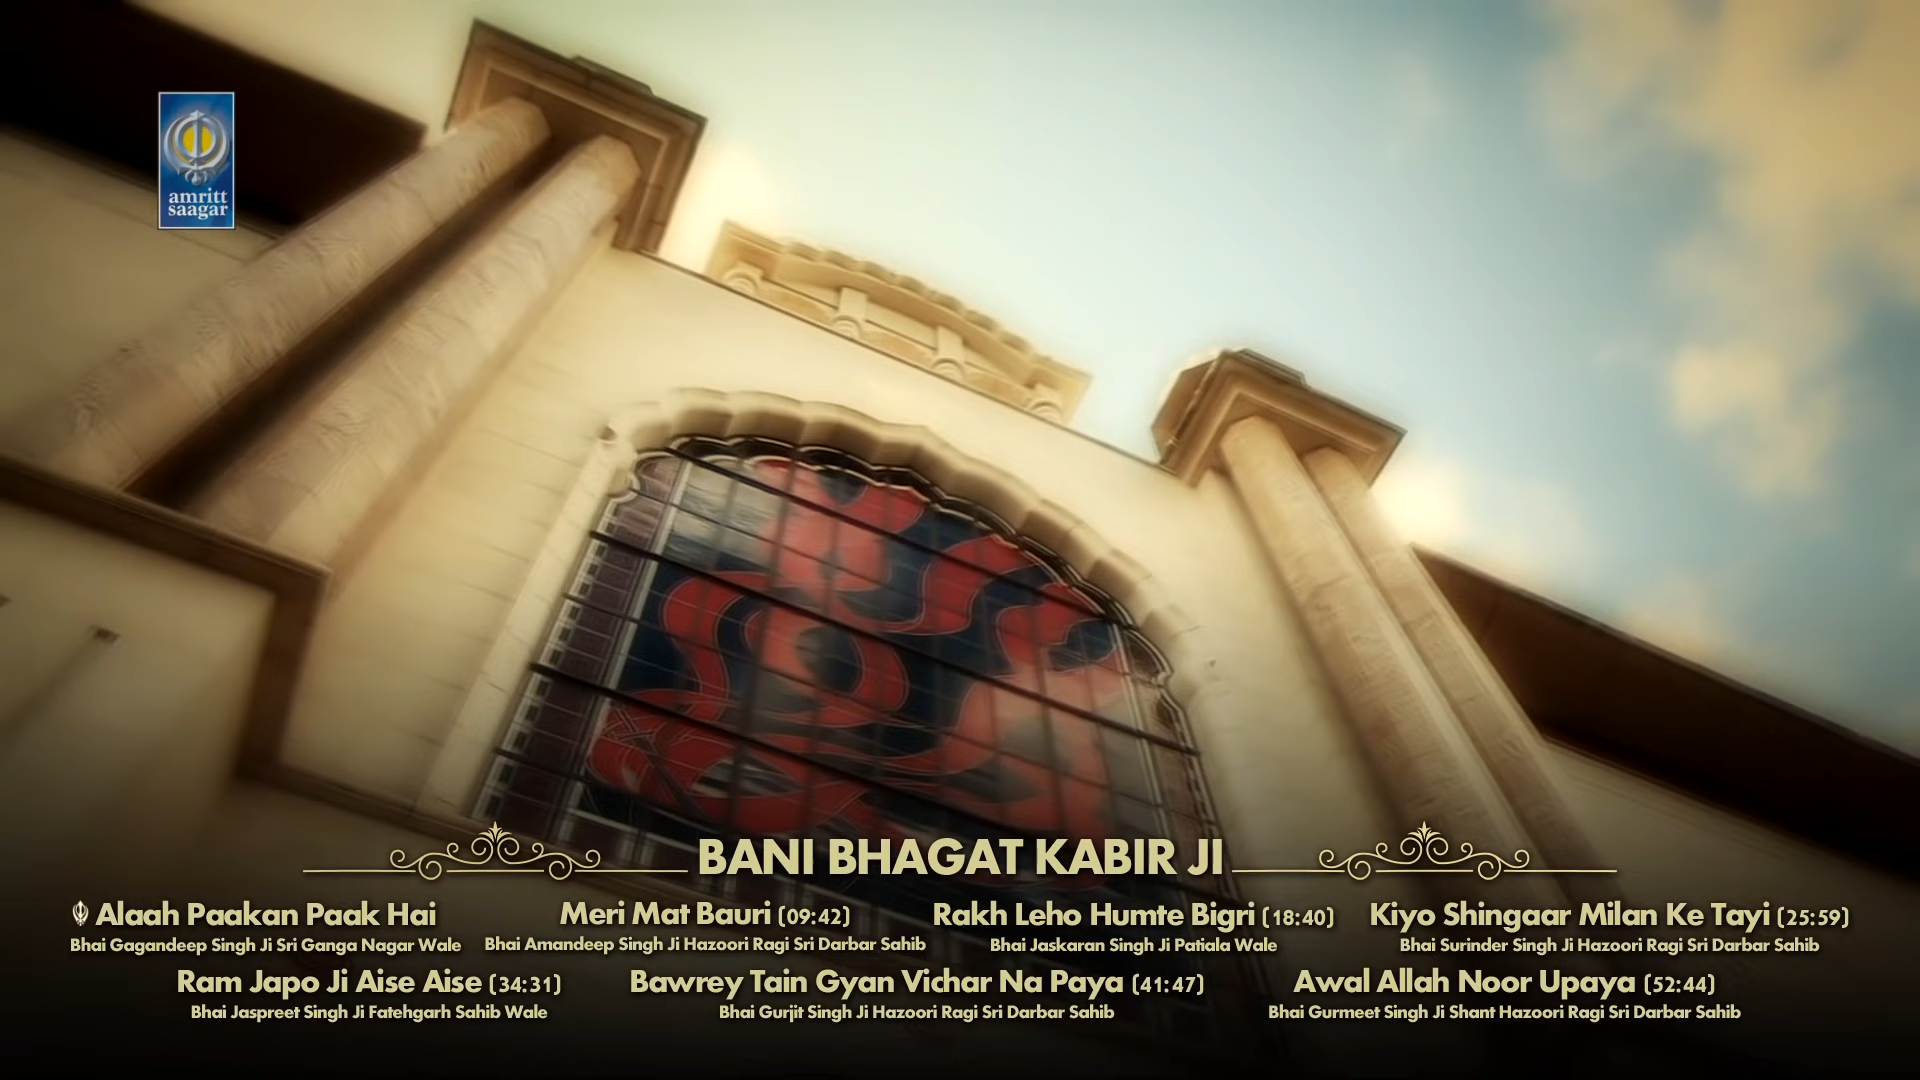 amritt
saagar
BANI BHAGAT KABIR JI
Alaah Paakan Paak Hai
Bhai Gagandeep Singh Ji Sri Ganga Nagar Wale
Meri Mat Bauri (09:42)
Bhai Amandeep Singh Ji Hazoori Ragi Sri Darbar Sahib
Rakh Leho Humte Bigri (18:40)
Bhai Jaskaran Singh Ji Patiala Wale
Kiyo Shingaar Milan Ke Tayi (25:59)
Bhai Surinder Singh Ji Hazoori Ragi Sri Darbar Sahib
Ram Japo Ji Aise Aise (34:31)
Bhai Jaspreet Singh Ji Fatehgarh Sahib Wale
Bawrey Tain Gyan Vichar Na Paya (41:47)
Bhai Gurjit Singh Ji Hazoori Ragi Sri Darbar Sahib
Awal Allah Noor Upaya (52:44)
Bhai Gurmeet Singh Ji Shant Hazoori Ragi Sri Darbar Sahib